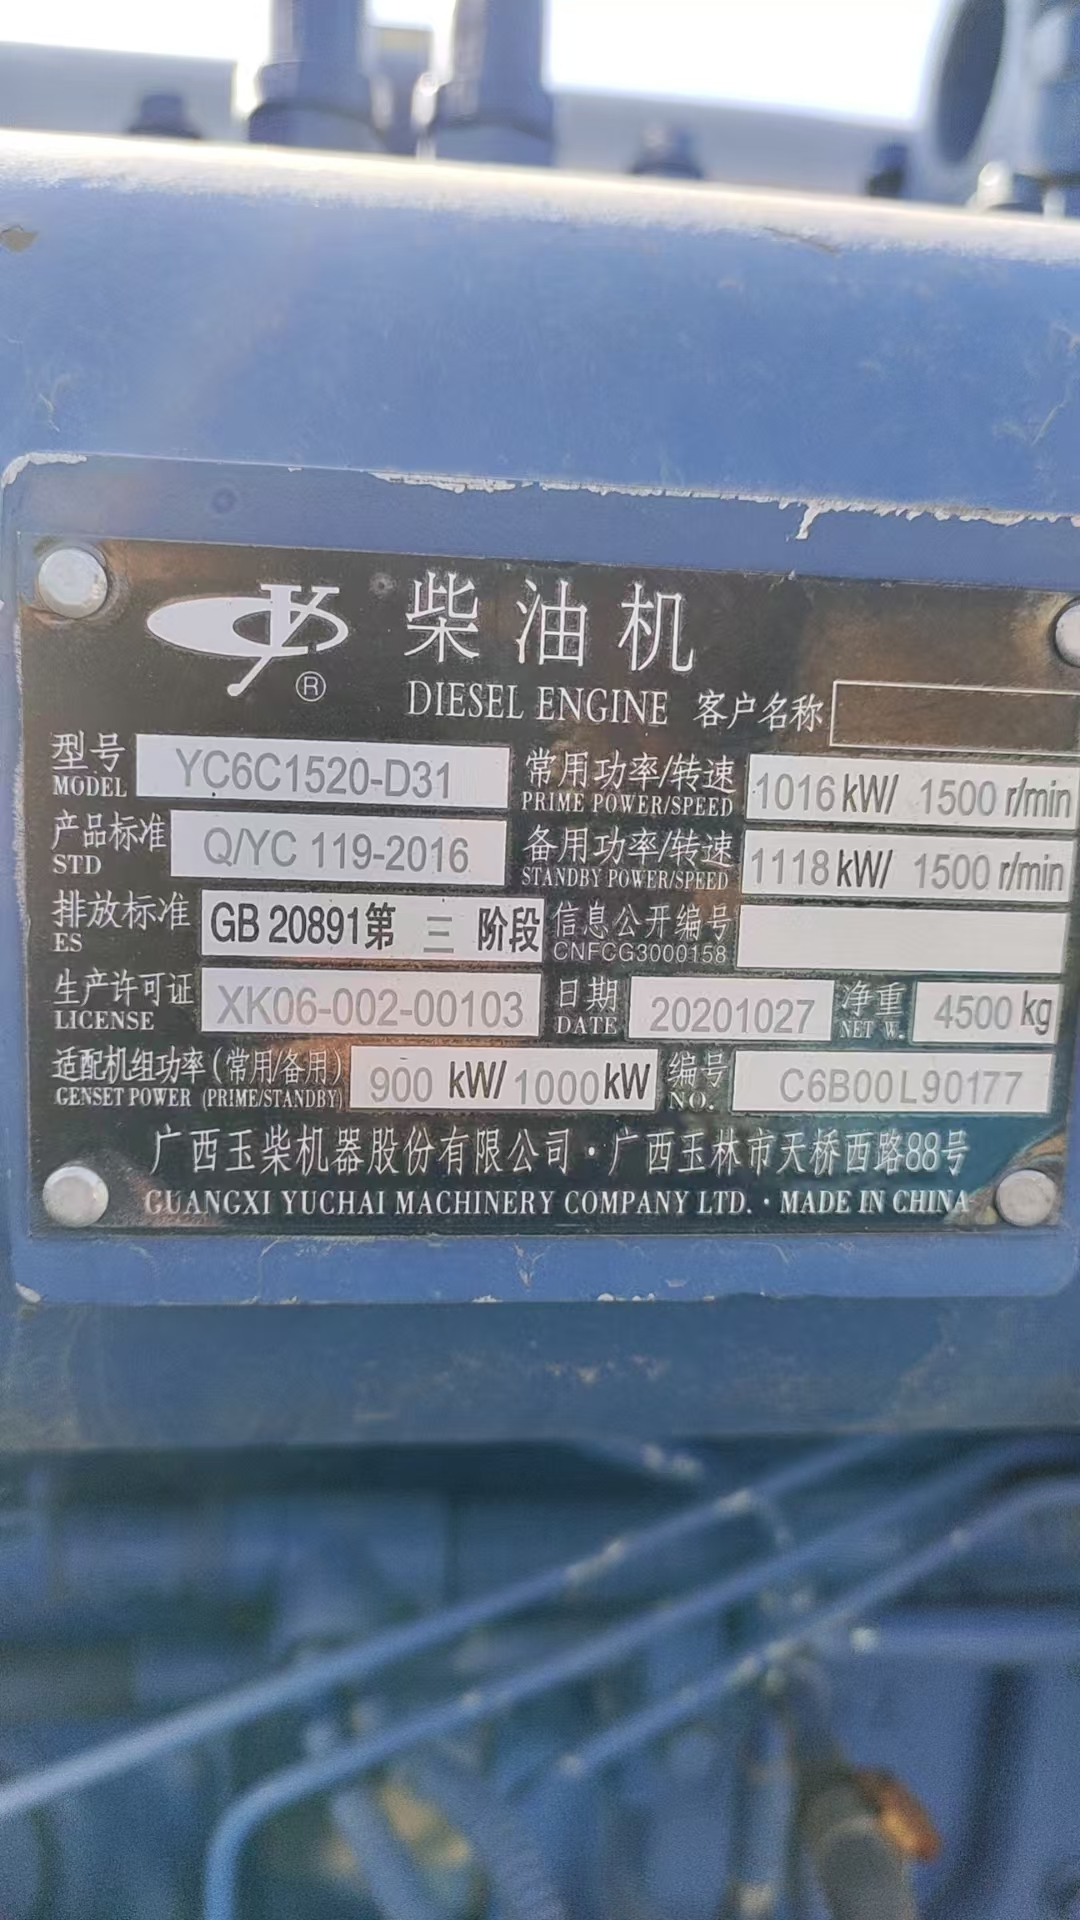 柴油机
DIESEL ENGINE 客户名称
型号 YC6C1520-D31 常用功率/转速 1016 kW/ 1500 r/min
MODEL PRIME POWER/SPEED
产品标准 Q/YC 119-2016 备用功率/转速 1118 kW/ 1500 r/min
STD STANDBY POWER/SPEED
排放标准 GB 20891第 三 阶段 信息公开编号
ES CNFCG3000158
生产许可证 XK06-002-00103 日期 20201027 净重 4500 kg
LICENSE DATE NET W.
适配机组功率(常用/备用) 900 kW/ 1000 kW 编号 C6B00L90177
GENSET POWER (PRIME/STANDBY) NO.
广西玉柴机器股份有限公司·广西玉林市天桥西路88号
GUANGXI YUCHAI MACHINERY COMPANY LTD. · MADE IN CHINA